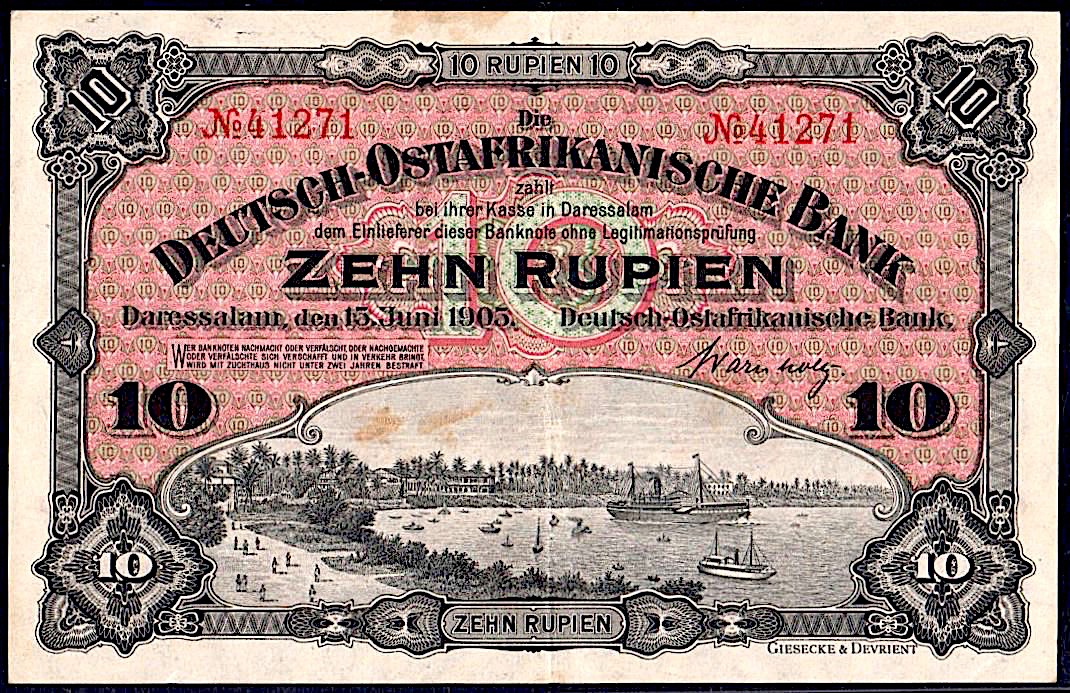 10
10 RUPIEN 10
10
№41271
№41271
Die
DEUTSCH-OSTAFRIKANISCHE BANK
zahlt
bei ihrer Kasse in Daressalam
dem Einlieferer dieser Banknote ohne Legitimationsprüfung
ZEHN RUPIEN
10
Daressalam, den 15. Juni 1905. Deutsch-Ostafrikanische Bank,
WER BANKNOTEN NACHMACHT ODER VERFÄLSCHT, ODER NACHGEMACHTE
ODER VERFÄLSCHTE SICH VERSCHAFFT UND IN VERKEHR BRINGT,
WIRD MIT ZUCHTHAUS NICHT UNTER ZWEI JAHREN BESTRAFT
Warnholtz.
10
10
10
10
ZEHN RUPIEN
GIESECKE & DEVRIENT